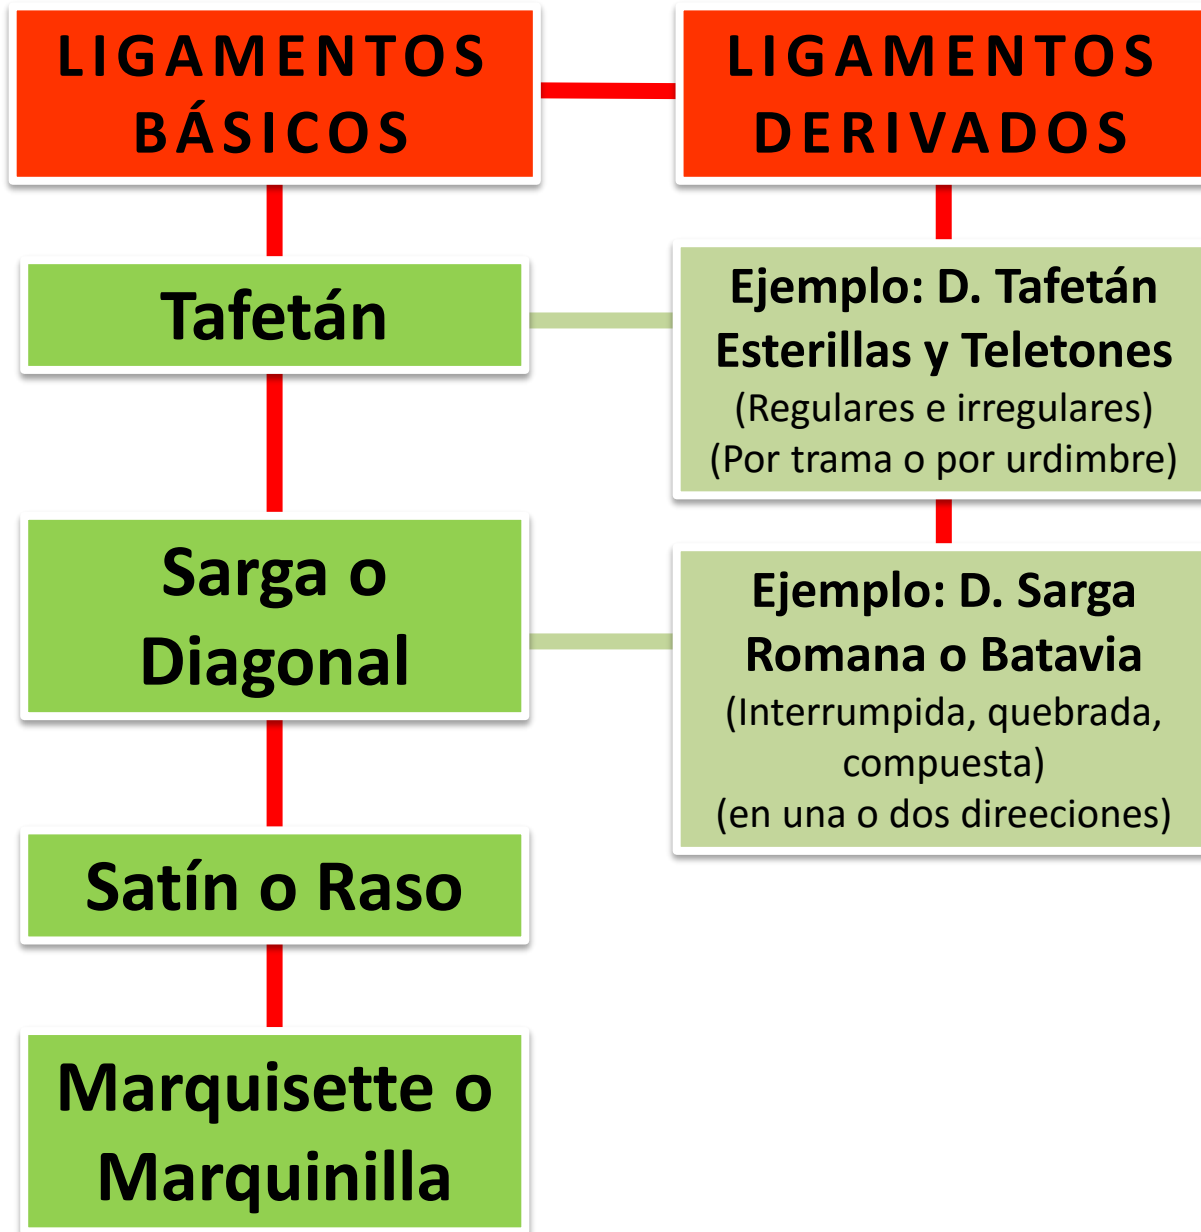 LIGAMENTOS
BÁSICOS
LIGAMENTOS
DERIVADOS
Tafetán
Ejemplo: D. Tafetán
Esterillas y Teletones
(Regulares e irregulares)
(Por trama o por urdimbre)
Sarga o
Diagonal
Ejemplo: D. Sarga
Romana o Batavia
(Interrumpida, quebrada,
compuesta)
(en una o dos direeciones)
Satín o Raso
Marquisette o
Marquinilla